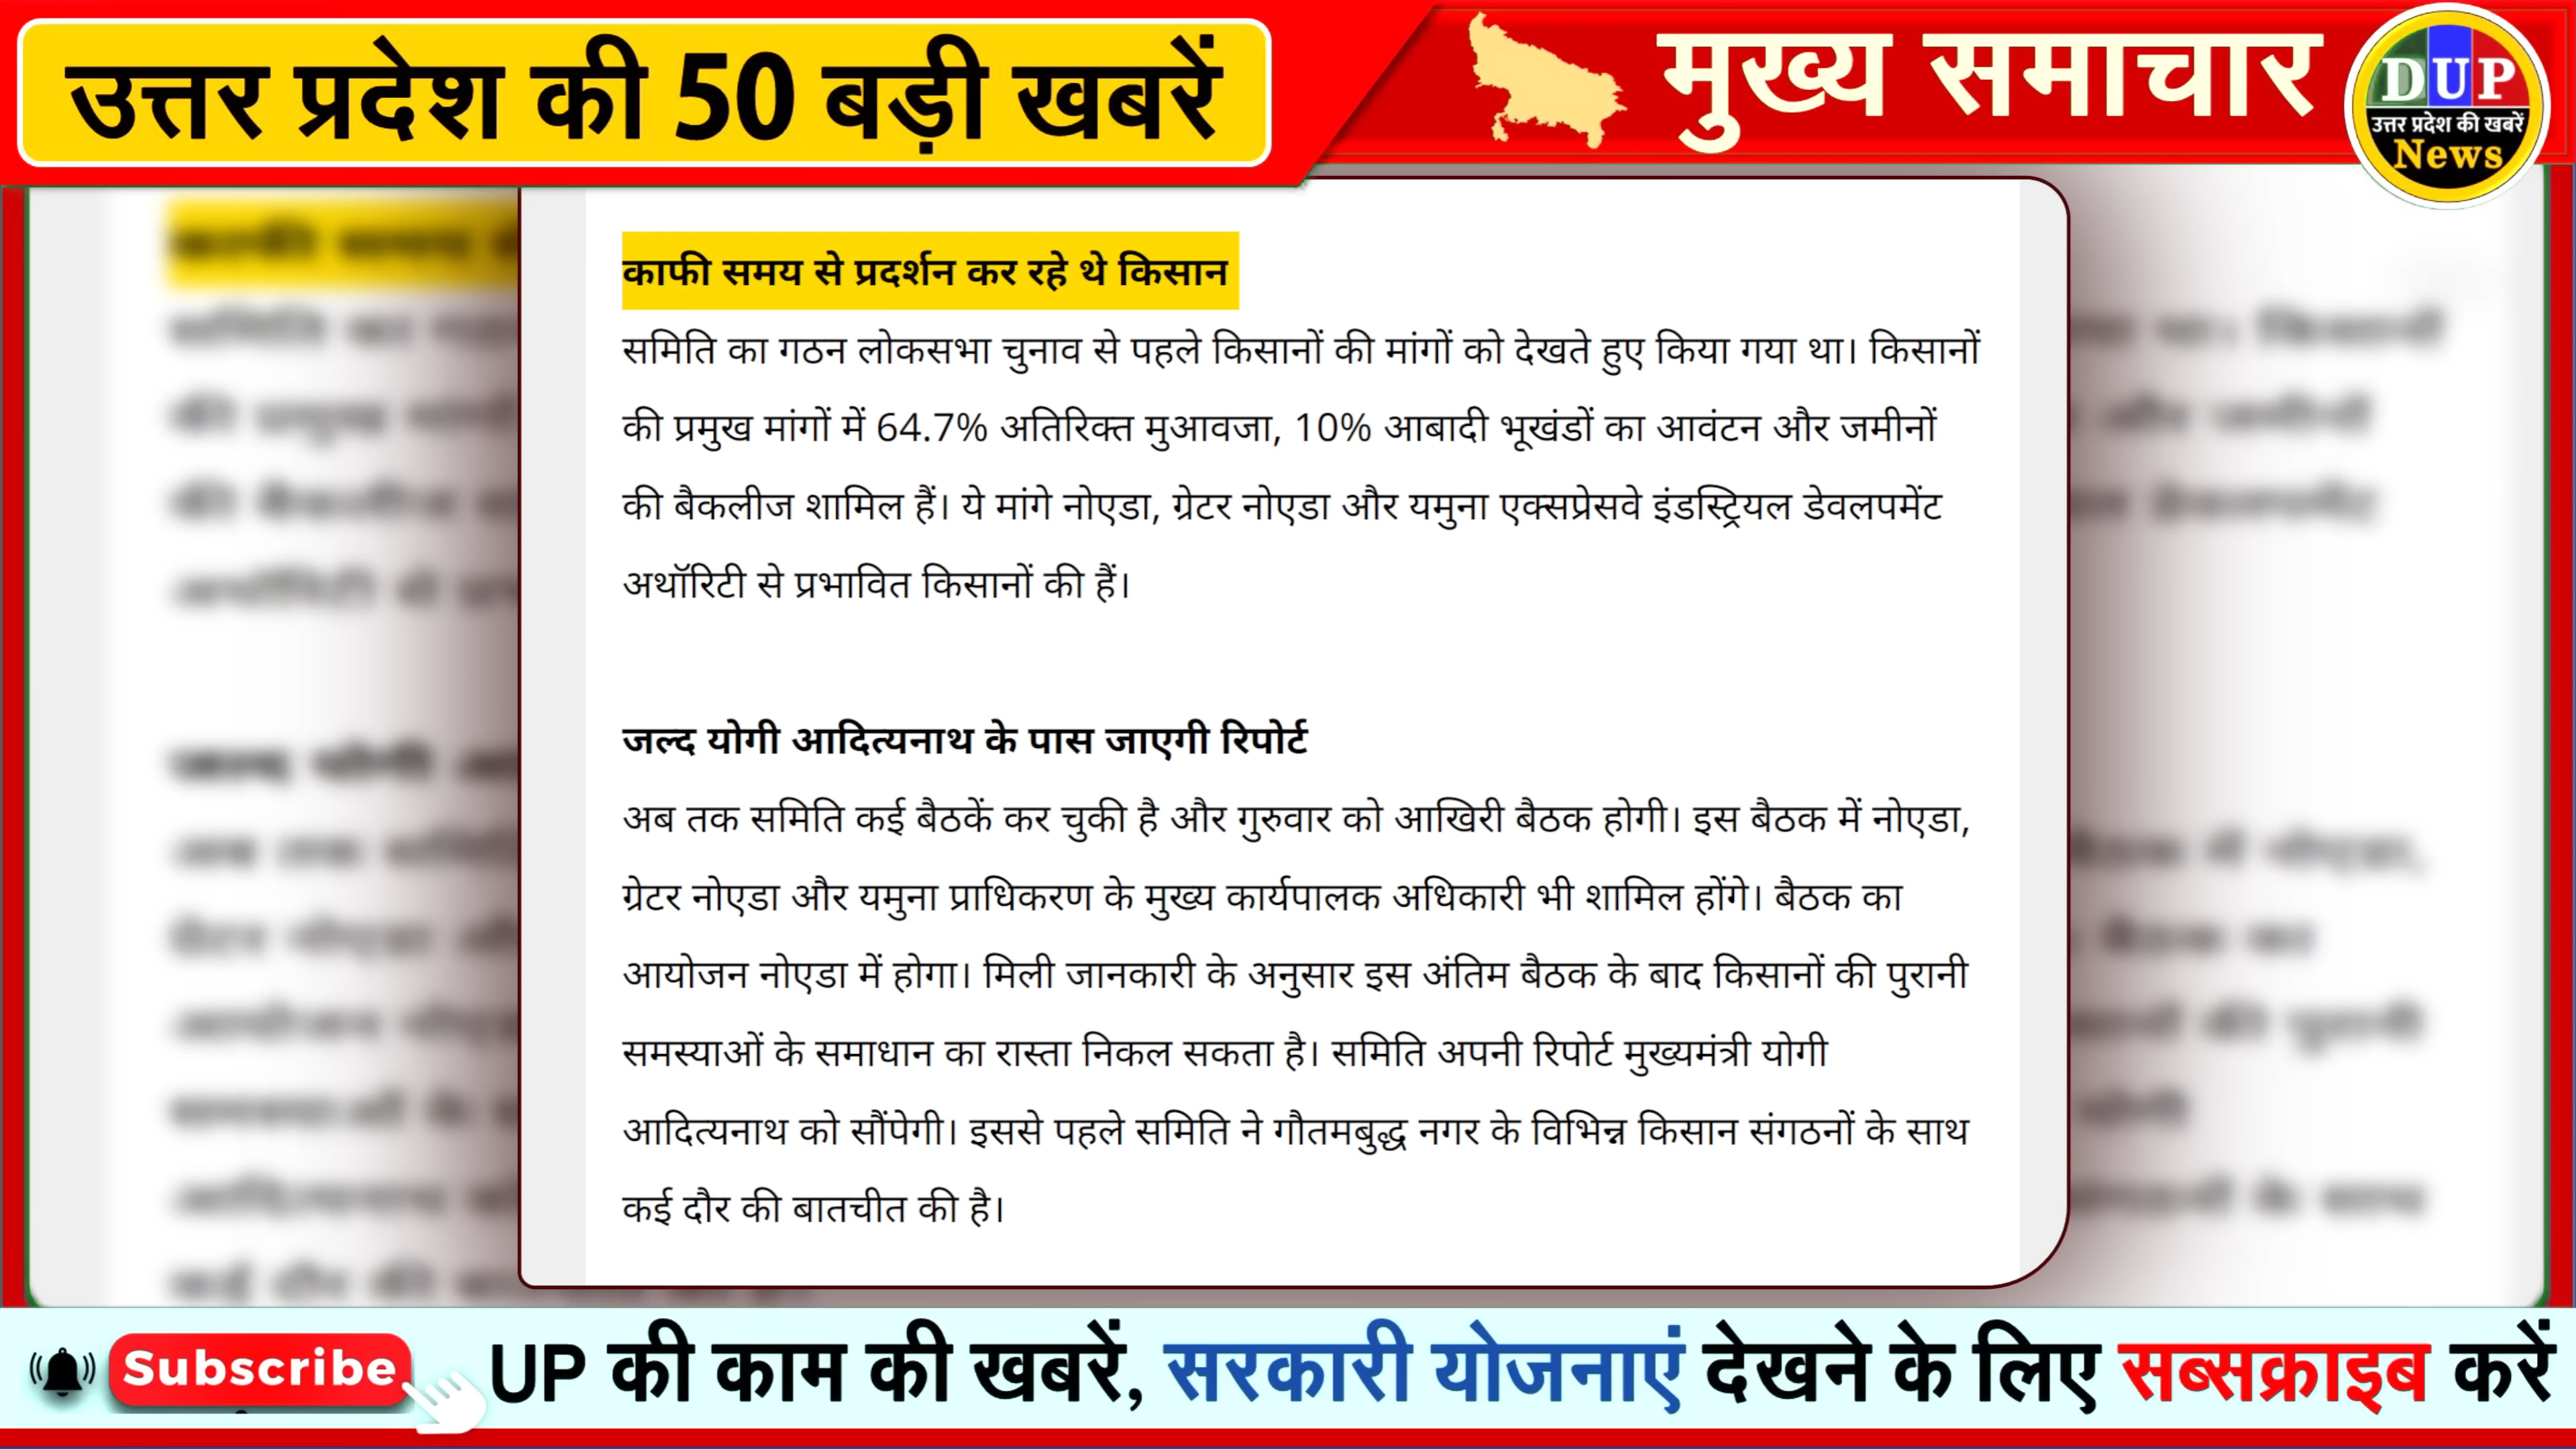 उत्तर प्रदेश की 50 बड़ी खबरें
मुख्य समाचार
DUP
उत्तर प्रदेश की खबरें
News
काफी समय से प्रदर्शन कर रहे थे किसान
समिति का गठन लोकसभा चुनाव से पहले किसानों की मांगों को देखते हुए किया गया था। किसानों
की प्रमुख मांगों में 64.7% अतिरिक्त मुआवजा, 10% आबादी भूखंडों का आवंटन और जमीनों
की बैकलीज शामिल हैं। ये मांगे नोएडा, ग्रेटर नोएडा और यमुना एक्सप्रेसवे इंडस्ट्रियल डेवलपमेंट
अथॉरिटी से प्रभावित किसानों की हैं।
जल्द योगी आदित्यनाथ के पास जाएगी रिपोर्ट
अब तक समिति कई बैठकें कर चुकी है और गुरुवार को आखिरी बैठक होगी। इस बैठक में नोएडा,
ग्रेटर नोएडा और यमुना प्राधिकरण के मुख्य कार्यपालक अधिकारी भी शामिल होंगे। बैठक का
आयोजन नोएडा में होगा। मिली जानकारी के अनुसार इस अंतिम बैठक के बाद किसानों की पुरानी
समस्याओं के समाधान का रास्ता निकल सकता है। समिति अपनी रिपोर्ट मुख्यमंत्री योगी
आदित्यनाथ को सौंपेगी। इससे पहले समिति ने गौतमबुद्ध नगर के विभिन्न किसान संगठनों के साथ
कई दौर की बातचीत की है।
Subscribe
UP की काम की खबरें, सरकारी योजनाएं देखने के लिए सब्सक्राइब करें